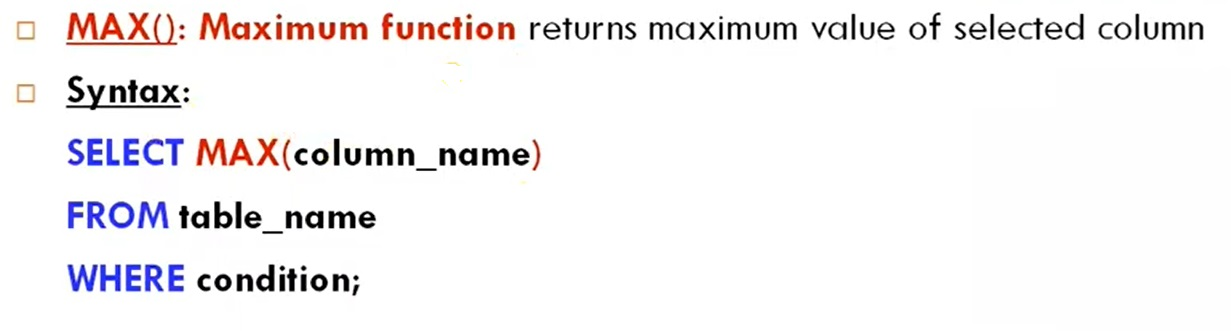 MAX(): Maximum function returns maximum value of selected column
Syntax:
SELECT MAX(column_name)
FROM table_name
WHERE condition;